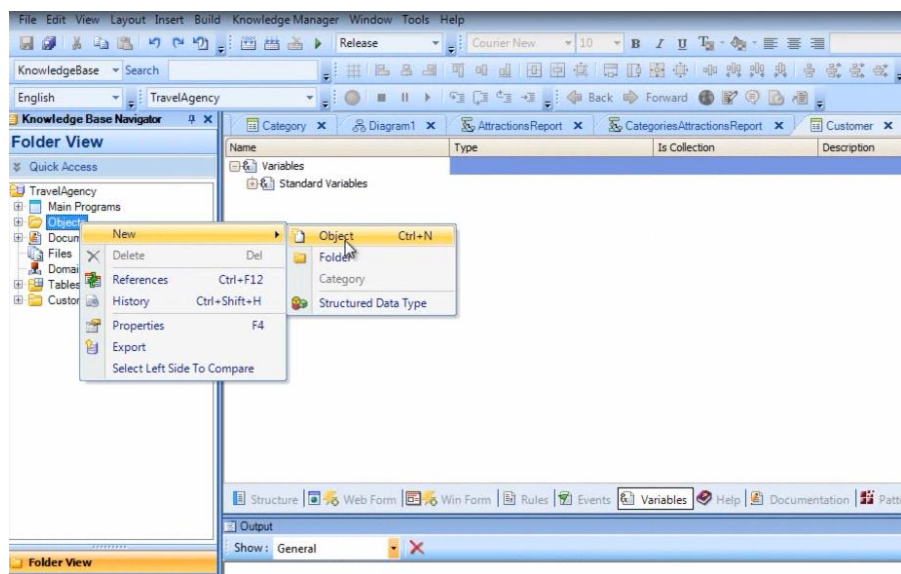 File Edit View Layout Insert Build Knowledge Manager Window Tools Help
Release Courier New 10 B I U
KnowledgeBase Search
English TravelAgency Back Forward
Knowledge Base Navigator
Category Diagram1 AttractionsReport CategoriesAttractionsReport Customer
Folder View
Name Type Is Collection Description
Quick Access
Variables
Standard Variables
TravelAgency
Main Programs
Objects
Docum
Files
Domai
Tables
Custor
New
Delete Del
References Ctrl+F12
History Ctrl+Shift+H
Properties F4
Export
Select Left Side To Compare
Object Ctrl+N
Folder
Category
Structured Data Type
Structure Web Form Win Form Rules Events Variables Help Documentation Patt
Output
Show: General
Folder View